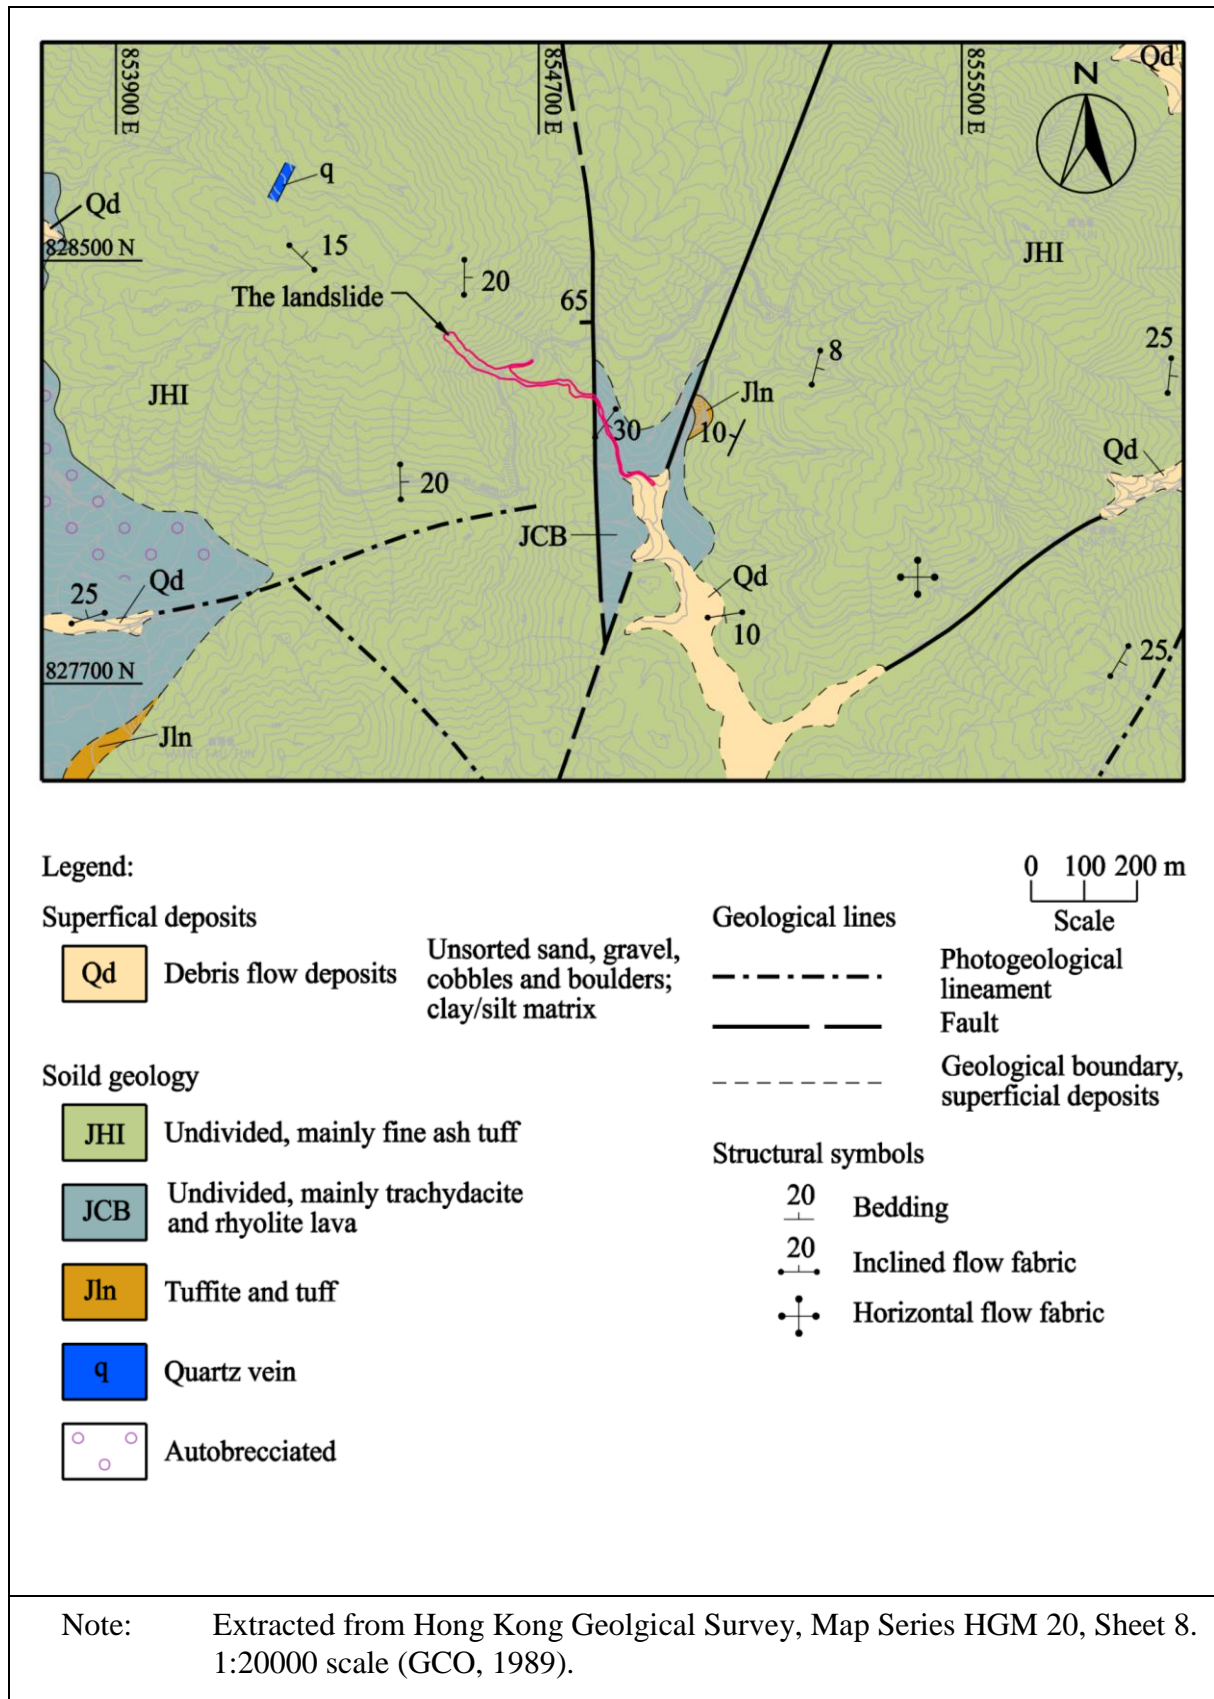 853900 E
854700 E
855500 E
Qd
N
q
Qd
828500 N
15
20
JHI
The landslide
65
8
25
JHI
Jln
30
10
Qd
20
JCB
Qd
25
Qd
10
25
827700 N
Jln
Legend:
0 100 200 m
Scale
Superfical deposits
Qd Debris flow deposits
Unsorted sand, gravel,
cobbles and boulders;
clay/silt matrix
Geological lines
Photogeological
lineament
Fault
Geological boundary,
superficial deposits
Soild geology
JHI Undivided, mainly fine ash tuff
JCB Undivided, mainly trachydacite
and rhyolite lava
Jln Tuffite and tuff
q Quartz vein
Autobrecciated
Structural symbols
20 Bedding
20 Inclined flow fabric
Horizontal flow fabric
Note: Extracted from Hong Kong Geolgical Survey, Map Series HGM 20, Sheet 8.
1:20000 scale (GCO, 1989).